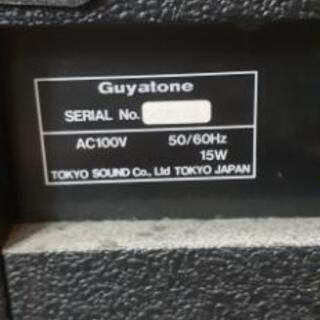 Guyatone
SERIAL No.
AC100V 50/60Hz
15W
TOKYO SOUND Co., Ltd TOKYO JAPAN